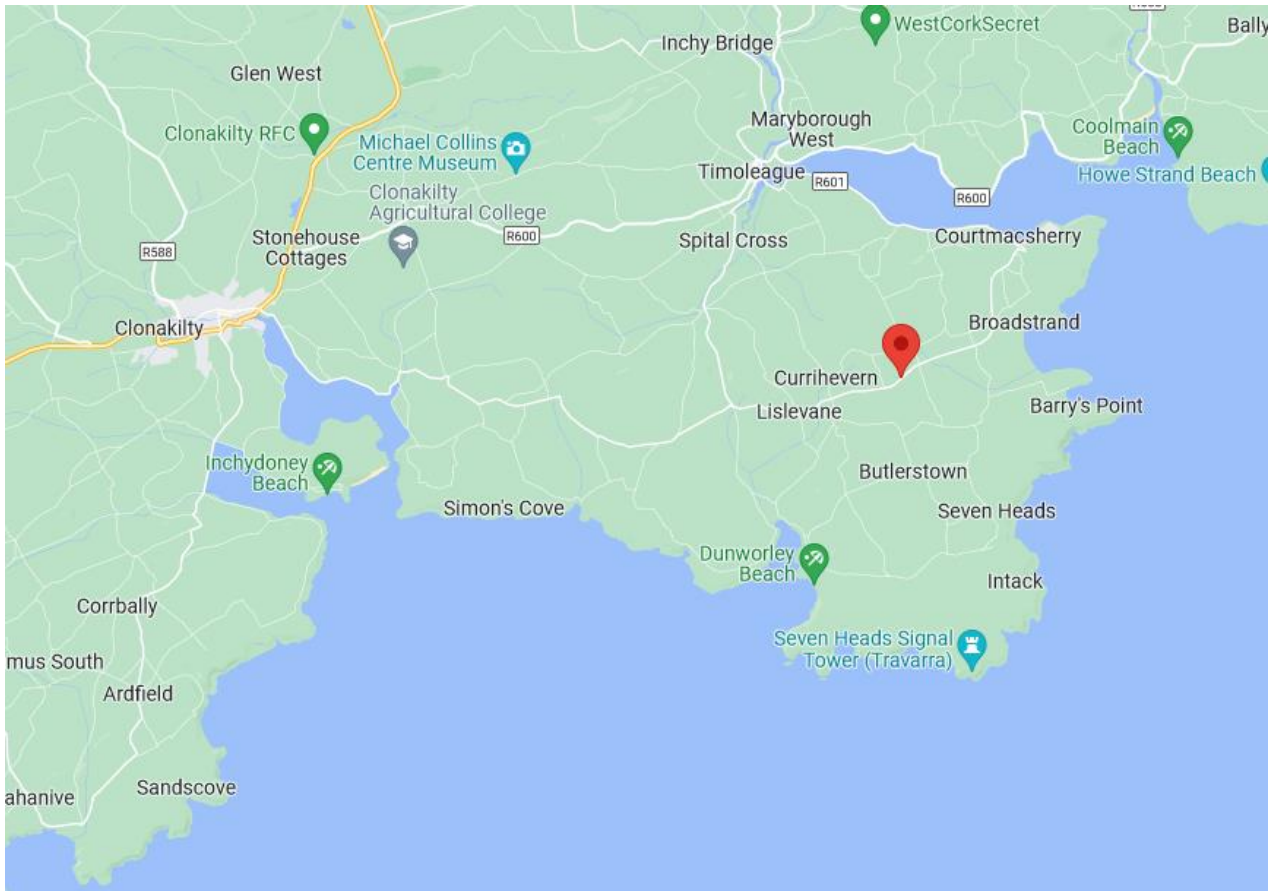 WestCorkSecret
Bally
Inchy Bridge
Glen West
Clonakilty RFC
Michael Collins
Centre Museum
Maryborough
West
Coolmain
Beach
Timoleague
R601
Howe Strand Beach
Clonakilty
Agricultural College
R600
R600
Stonehouse
Cottages
R588
Spital Cross
Courtmacsherry
Clonakilty
Broadstrand
Currihevern
Lislevane
Barry's Point
Inchydoney
Beach
Butlerstown
Simon's Cove
Seven Heads
Dunworley
Beach
Intack
Corrbally
Seven Heads Signal
Tower (Travarra)
mus South
Ardfield
Sandscove
ahanive